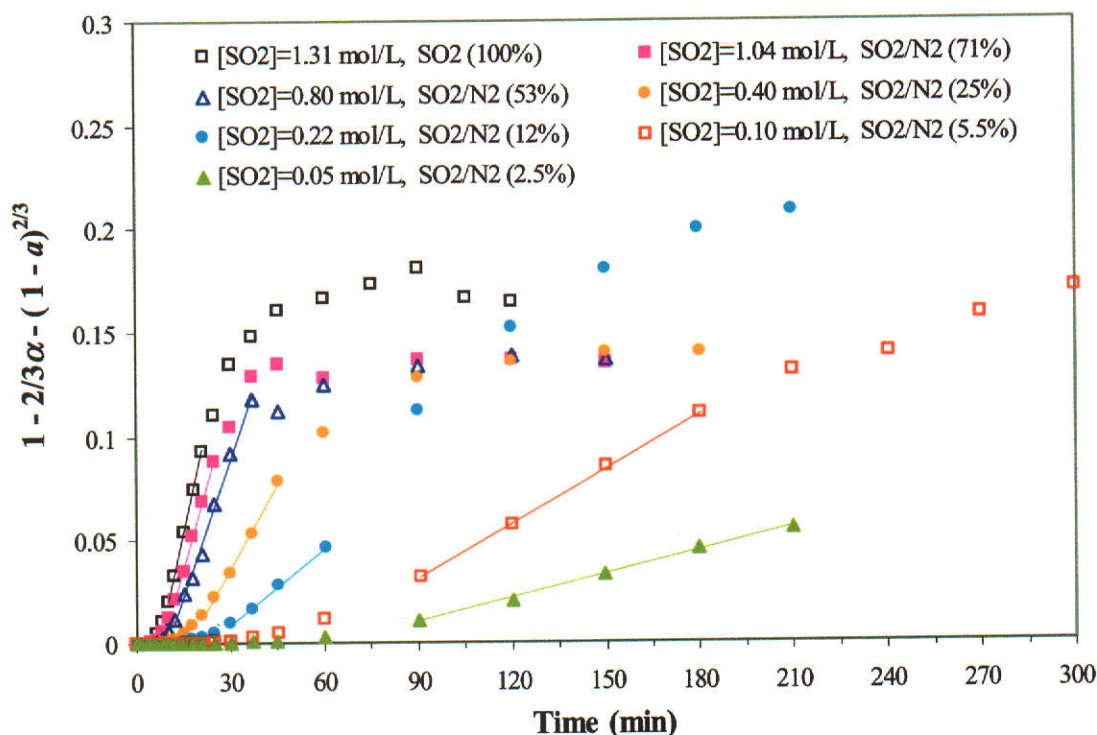 0.3
0.25
0.2
0.15
0.1
0.05
0
1 - 2/3α - ( 1 - a )^2/3
[SO2]=1.31 mol/L, SO2 (100%)
[SO2]=1.04 mol/L, SO2/N2 (71%)
[SO2]=0.80 mol/L, SO2/N2 (53%)
[SO2]=0.40 mol/L, SO2/N2 (25%)
[SO2]=0.22 mol/L, SO2/N2 (12%)
[SO2]=0.10 mol/L, SO2/N2 (5.5%)
[SO2]=0.05 mol/L, SO2/N2 (2.5%)
0 30 60 90 120 150 180 210 240 270 300
Time (min)